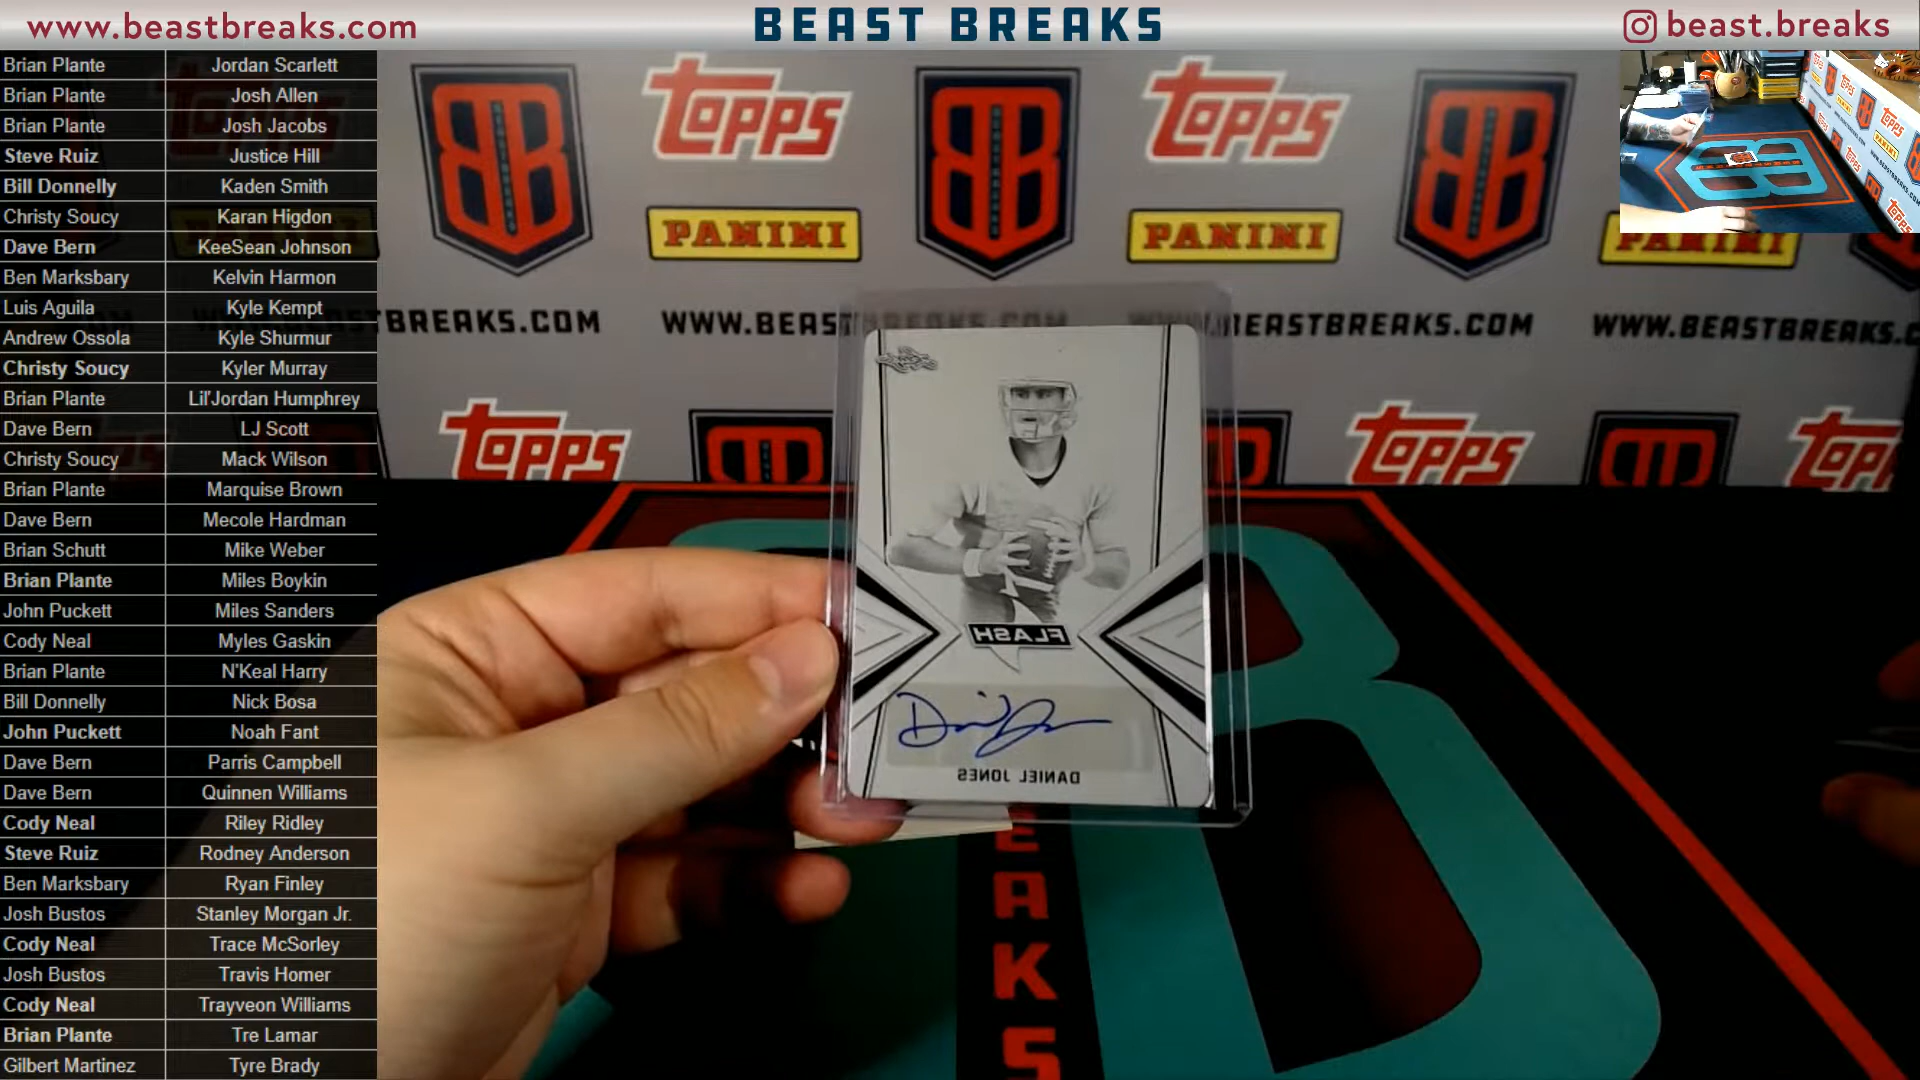 www.beastbreaks.com
BEAST BREAKS
beast.breaks
Brian Plante Jordan Scarlett
Brian Plante Josh Allen
Brian Plante Josh Jacobs
Steve Ruiz Justice Hill
Bill Donnelly Kaden Smith
Christy Soucy Karan Higdon
Dave Bern KeeSean Johnson
Ben Marksbary Kelvin Harmon
Luis Aguila Kyle Kempt
Andrew Ossola Kyle Shurmur
Christy Soucy Kyler Murray
Brian Plante Lil'Jordan Humphrey
Dave Bern LJ Scott
Christy Soucy Mack Wilson
Brian Plante Marquise Brown
Dave Bern Mecole Hardman
Brian Schutt Mike Weber
Brian Plante Miles Boykin
John Puckett Miles Sanders
Cody Neal Myles Gaskin
Brian Plante N'Keal Harry
Bill Donnelly Nick Bosa
John Puckett Noah Fant
Dave Bern Parris Campbell
Dave Bern Quinnen Williams
Cody Neal Riley Ridley
Steve Ruiz Rodney Anderson
Ben Marksbary Ryan Finley
Josh Bustos Stanley Morgan Jr.
Cody Neal Trace McSorley
Josh Bustos Travis Homer
Cody Neal Trayveon Williams
Brian Plante Tre Lamar
Gilbert Martinez Tyre Brady
TOPPS TOPPS
PANINI PANINI PANINI
BREAKS.COM WWW.BEAS EASTBREAKS.COM WWW.BEASTBREAKS.C
TOPPS TOPPS TOPP
FLASH
DANIEL JONES
EAKS